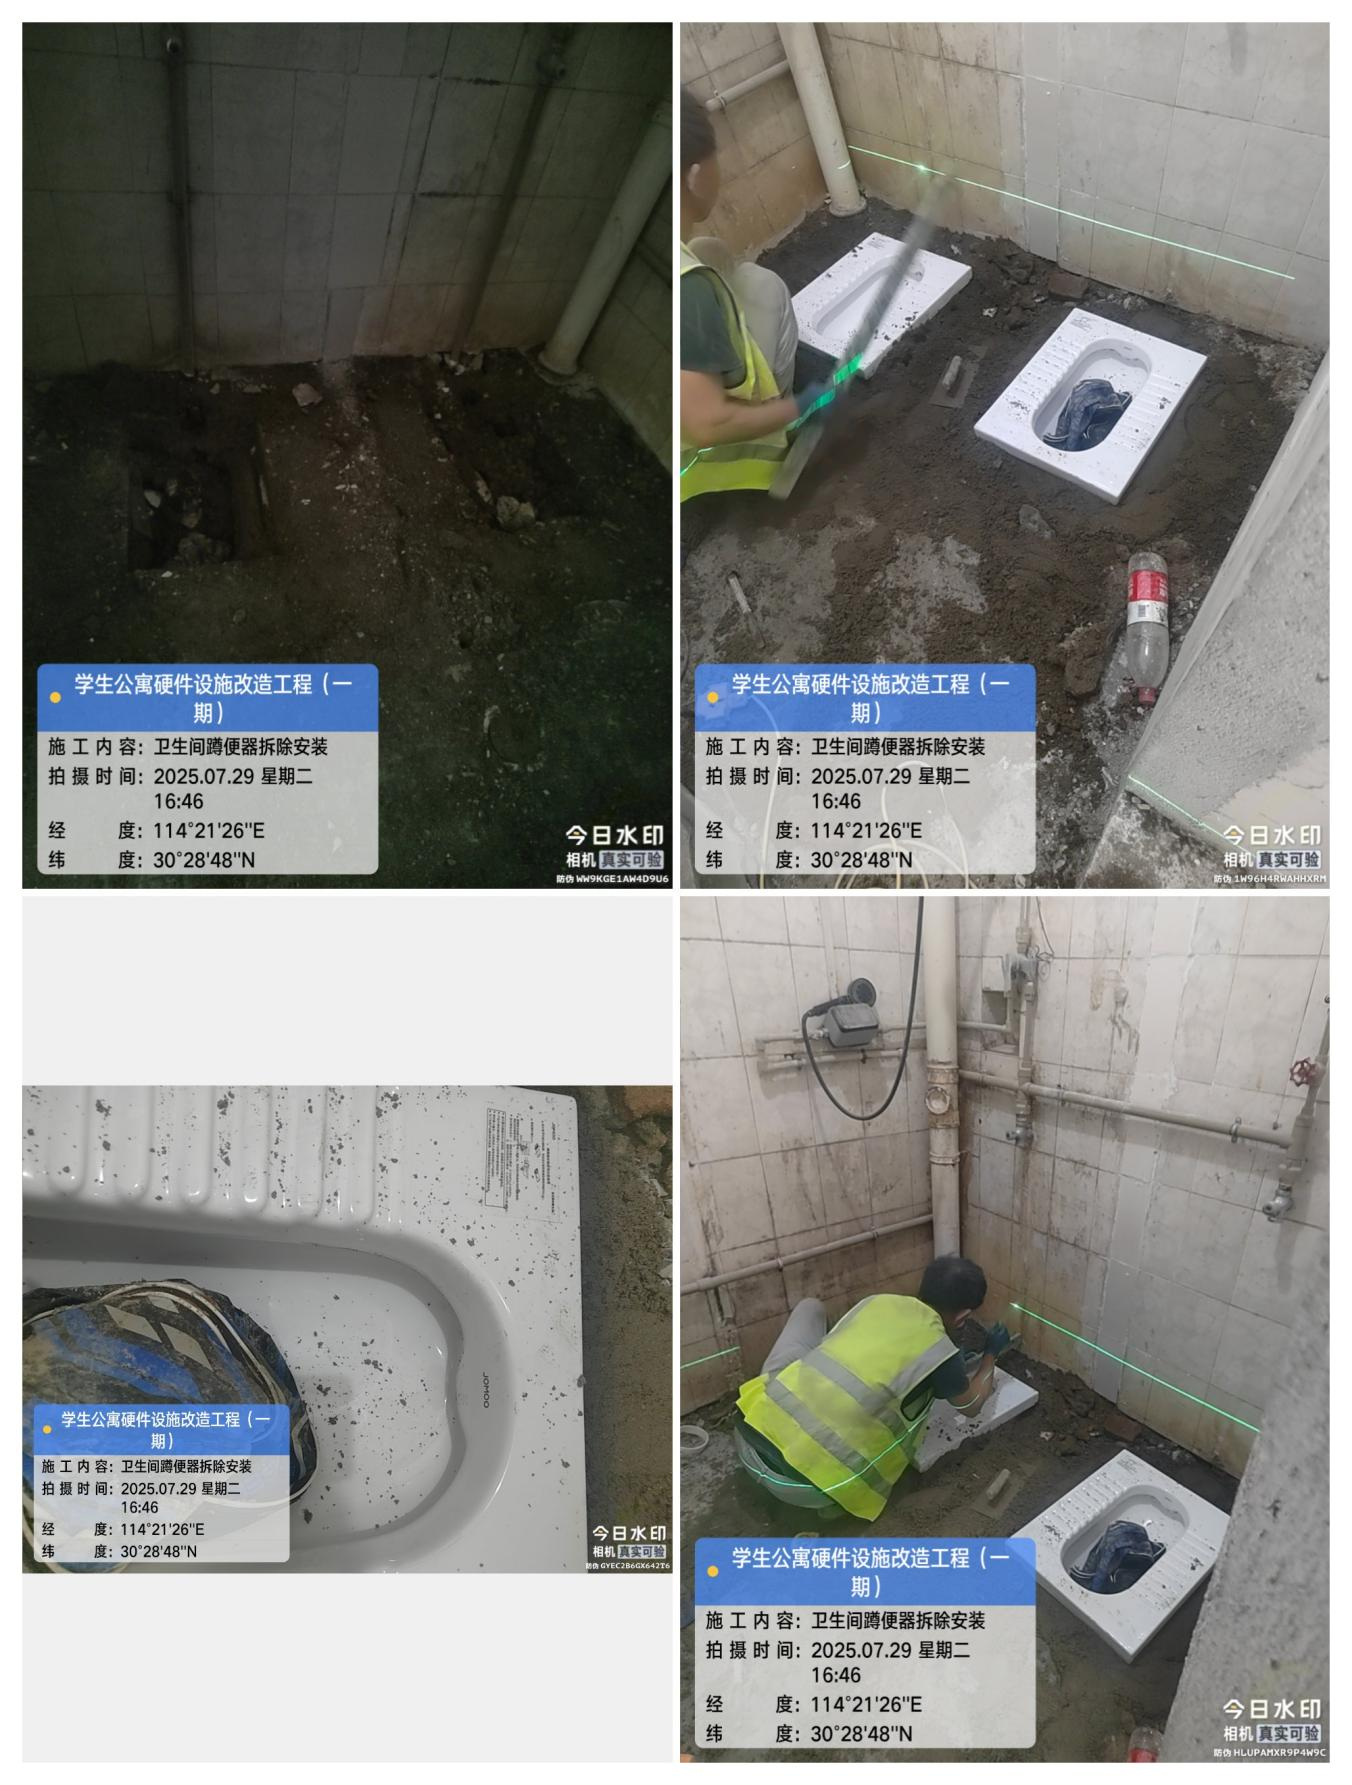 学生公寓硬件设施改造工程（一
期）
施工内容：卫生间蹲便器拆除安装
拍摄时间：2025.07.29 星期二
16:46
经度：114°21'26"E
纬度：30°28'48"N
今日水印
相机 真实可验
防伪 WW9KGE1AW4D9U6
学生公寓硬件设施改造工程（一
期）
施工内容：卫生间蹲便器拆除安装
拍摄时间：2025.07.29 星期二
16:46
经度：114°21'26"E
纬度：30°28'48"N
今日水印
相机 真实可验
防伪 1W96H4RWAHHXRM
JOMOO
学生公寓硬件设施改造工程（一
期）
施工内容：卫生间蹲便器拆除安装
拍摄时间：2025.07.29 星期二
16:46
经度：114°21'26"E
纬度：30°28'48"N
今日水印
相机 真实可验
防伪 GYEC2B6GX642T6
学生公寓硬件设施改造工程（一
期）
施工内容：卫生间蹲便器拆除安装
拍摄时间：2025.07.29 星期二
16:46
经度：114°21'26"E
纬度：30°28'48"N
今日水印
相机 真实可验
防伪 HLUPAMXR9P4W9C